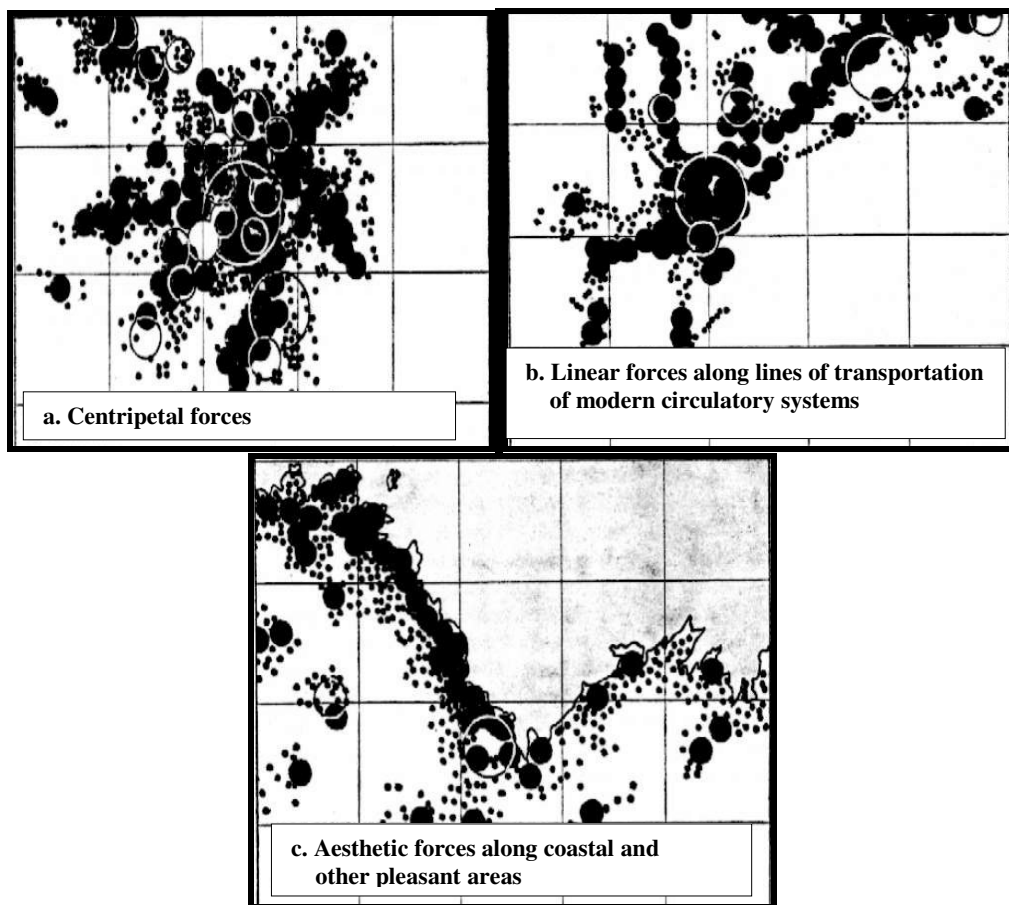 a. Centripetal forces
b. Linear forces along lines of transportation
of modern circulatory systems
c. Aesthetic forces along coastal and
other pleasant areas